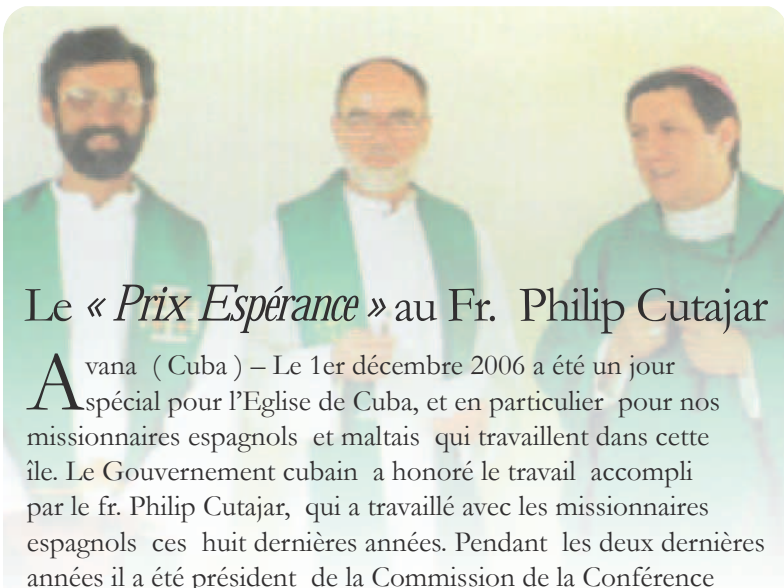 Le « Prix Espérance » au Fr. Philip Cutajar
Avana ( Cuba ) – Le 1er décembre 2006 a été un jour
spécial pour l’Eglise de Cuba, et en particulier pour nos
missionnaires espagnols et maltais qui travaillent dans cette
île. Le Gouvernement cubain a honoré le travail accompli
par le fr. Philip Cutajar, qui a travaillé avec les missionnaires
espagnols ces huit dernières années. Pendant les deux dernières
années il a été président de la Commission de la Conférence